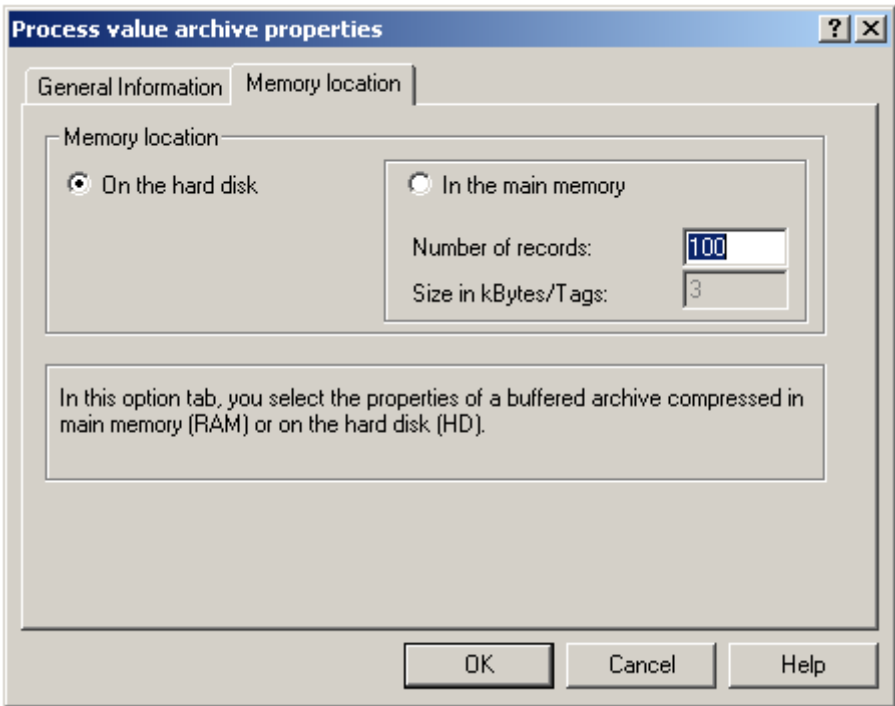 Process value archive properties
General Information
Memory location
Memory location
On the hard disk
In the main memory
Number of records: 100
Size in kBytes/Tags: 3
In this option tab, you select the properties of a buffered archive compressed in
main memory (RAM) or on the hard disk (HD).
OK
Cancel
Help